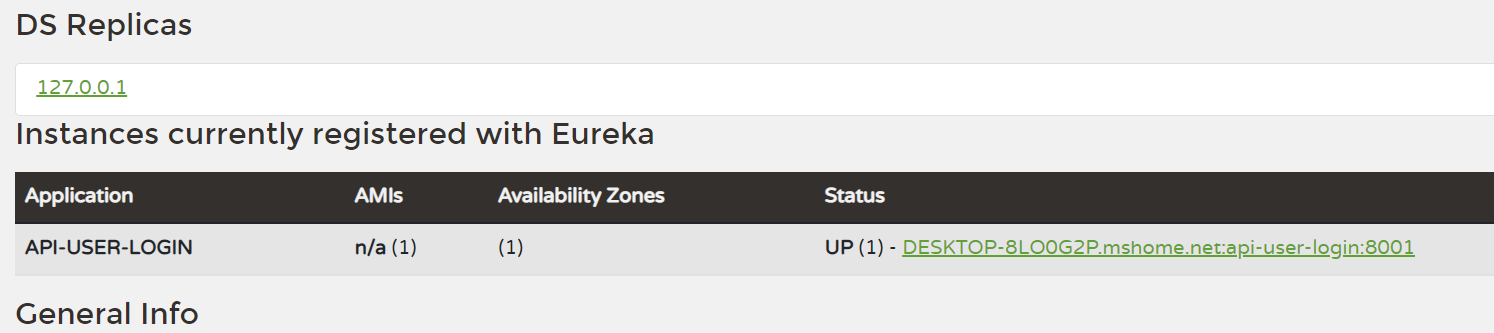 DS Replicas
127.0.0.1
Instances currently registered with Eureka
Application AMIs Availability Zones Status
API-USER-LOGIN n/a (1) (1) UP (1) - DESKTOP-8LO0G2P.mshome.net:api-user-login:8001
General Info